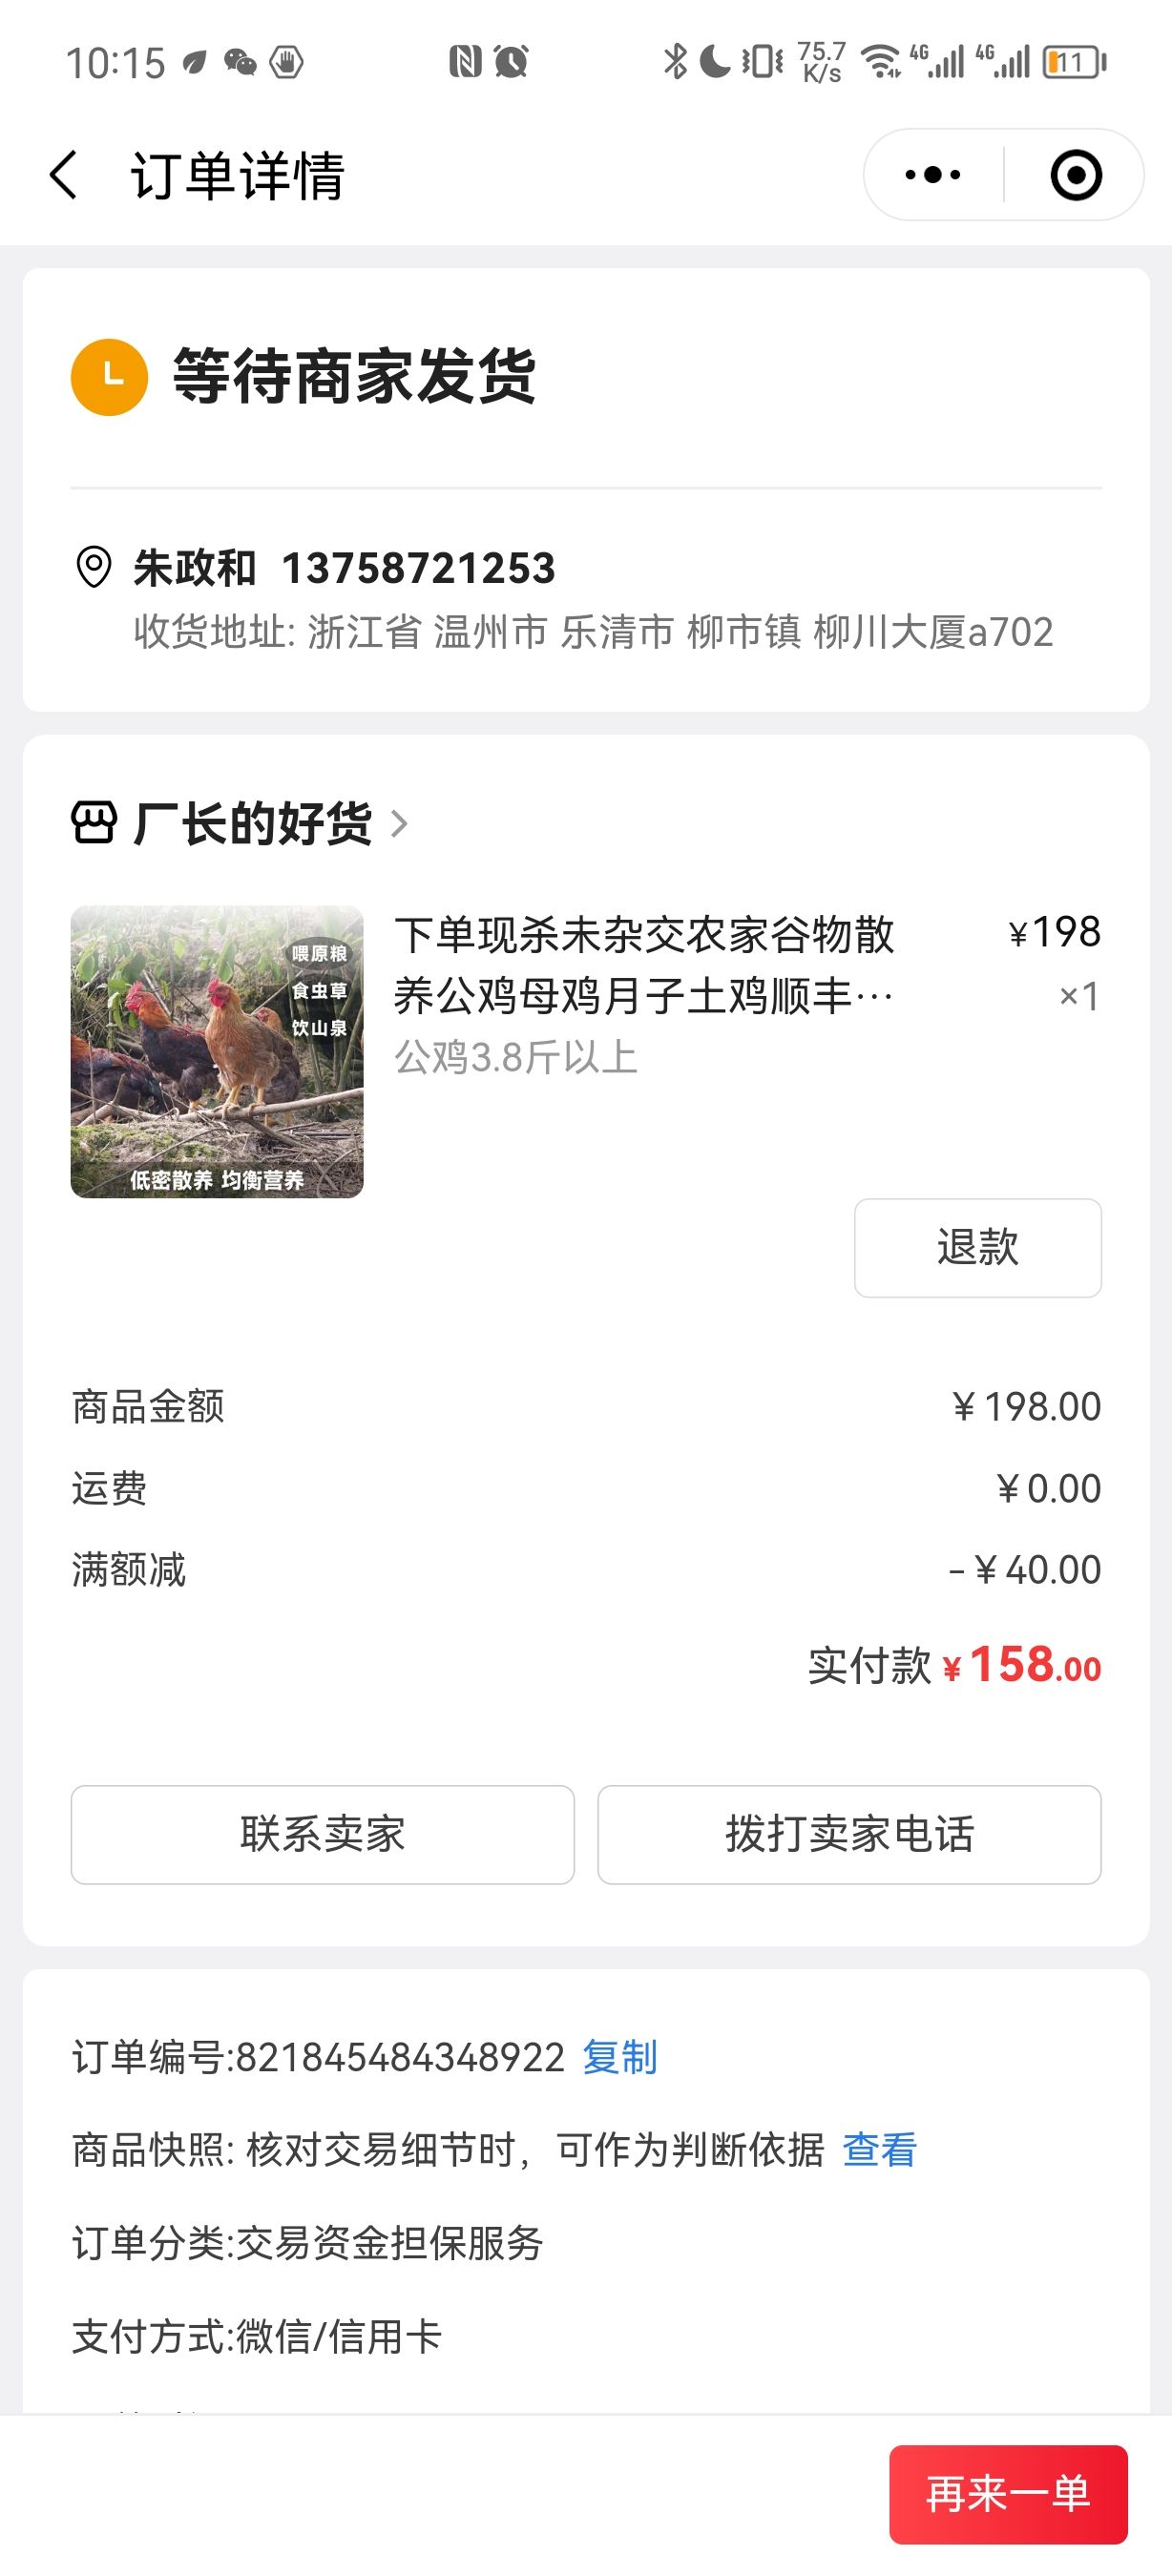 10:15
75.7
K/s
4G
4G
11
订单详情
等待商家发货
朱政和 13758721253
收货地址: 浙江省 温州市 乐清市 柳市镇 柳川大厦a702
厂长的好货
喂原粮
食虫草
饮山泉
低密散养 均衡营养
下单现杀未杂交农家谷物散
¥198
养公鸡母鸡月子土鸡顺丰···
×1
公鸡3.8斤以上
退款
商品金额
¥ 198.00
运费
¥ 0.00
满额减
- ¥ 40.00
实付款 ¥ 158.00
联系卖家
拨打卖家电话
订单编号:821845484348922 复制
商品快照: 核对交易细节时，可作为判断依据 查看
订单分类:交易资金担保服务
支付方式:微信/信用卡
再来一单